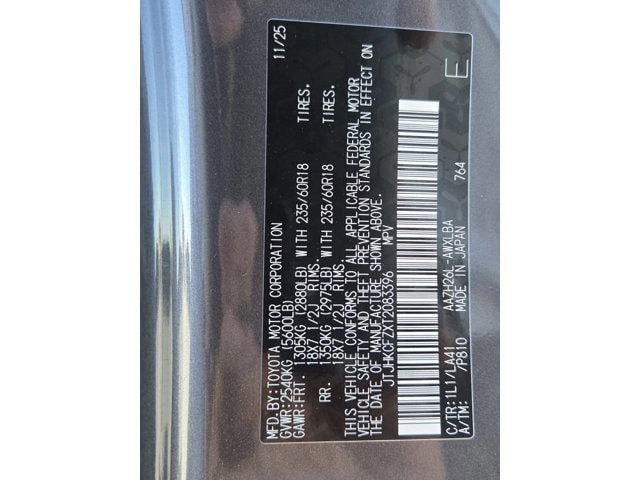 MFD.BY:TOYOTA MOTOR CORPORATION 11/25
GVWR:2540KG (5600LB)
GAWR:FRT. 1305KG (2880LB) WITH 235/60R18 TIRES.
18X7 1/2J RIMS.
RR. 1350KG (2975LB) WITH 235/60R18 TIRES.
18X7 1/2J RIMS.
THIS VEHICLE CONFORMS TO ALL APPLICABLE FEDERAL MOTOR
VEHICLE SAFETY AND THEFT PREVENTION STANDARDS IN EFFECT ON
THE DATE OF MANUFACTURE SHOWN ABOVE.
JTJHKCFZXT2083396 MPV
C/TR:1L1/LA41 AAZH26L-AWXLBA 764 E
A/TM: /P810 MADE IN JAPAN